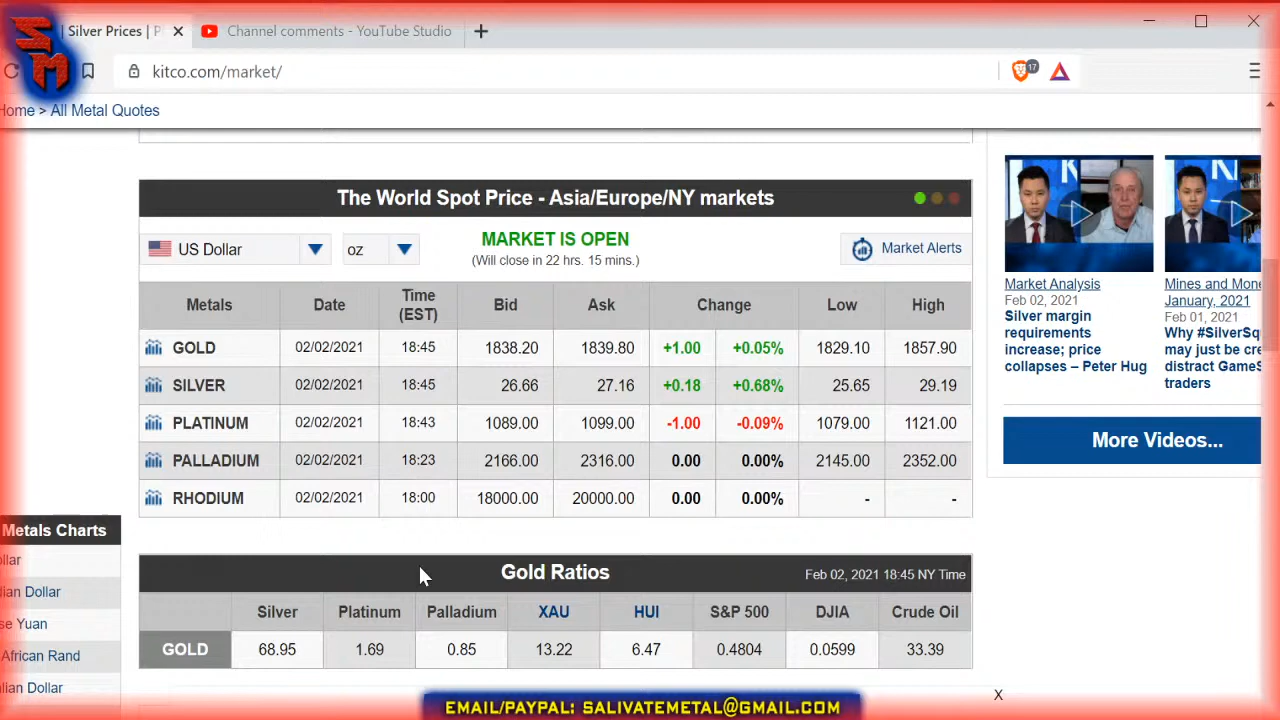 SM
| Silver Prices | P
Channel comments - YouTube Studio
kitco.com/market/
17
Home > All Metal Quotes
The World Spot Price - Asia/Europe/NY markets
US Dollar
oz
MARKET IS OPEN
(Will close in 22 hrs. 15 mins.)
Market Alerts
Metals Date Time (EST) Bid Ask Change Low High
GOLD 02/02/2021 18:45 1838.20 1839.80 +1.00 +0.05% 1829.10 1857.90
SILVER 02/02/2021 18:45 26.66 27.16 +0.18 +0.68% 25.65 29.19
PLATINUM 02/02/2021 18:43 1089.00 1099.00 -1.00 -0.09% 1079.00 1121.00
PALLADIUM 02/02/2021 18:23 2166.00 2316.00 0.00 0.00% 2145.00 2352.00
RHODIUM 02/02/2021 18:00 18000.00 20000.00 0.00 0.00% - -
Gold Ratios
Feb 02, 2021 18:45 NY Time
Silver Platinum Palladium XAU HUI S&P 500 DJIA Crude Oil
GOLD 68.95 1.69 0.85 13.22 6.47 0.4804 0.0599 33.39
Market Analysis
Feb 02, 2021
Silver margin
requirements
increase; price
collapses – Peter Hug
Mines and Mone
January, 2021
Feb 01, 2021
Why #SilverSq
may just be cre
distract GameS
traders
More Videos...
Metals Charts
ollar
dian Dollar
se Yuan
African Rand
alian Dollar
X
EMAIL/PAYPAL: SALIVATEMETAL@GMAIL.COM